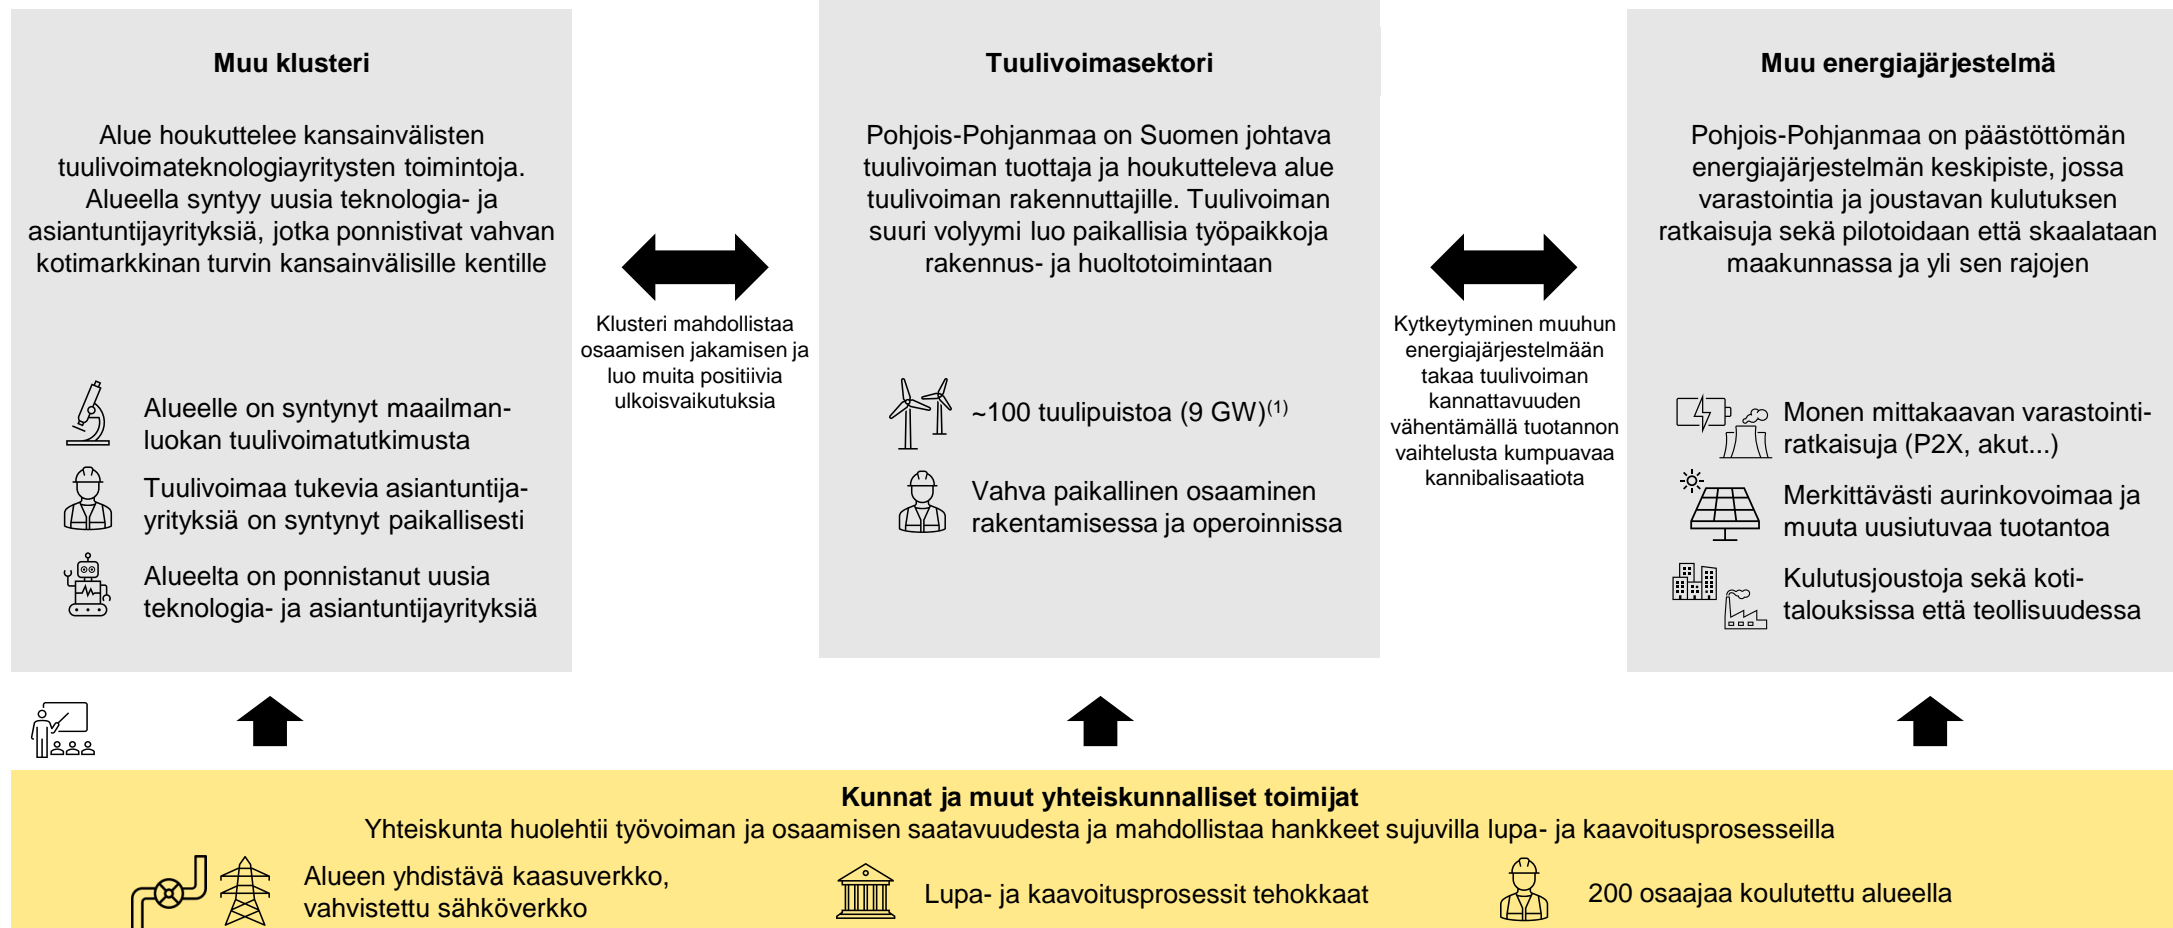 Muu klusteri
Alue houkuttelee kansainvälisten
tuulivoimateknologiayritysten toimintoja.
Alueella syntyy uusia teknologia- ja
asiantuntijayrityksiä, jotka ponnistivat vahvan
kotimarkkinan turvin kansainvälisille kentille
Alueelle on syntynyt maailman-
luokan tuulivoimatutkimusta
Tuulivoimaa tukevia asiantuntija-
yrityksiä on syntynyt paikallisesti
Alueelta on ponnistanut uusia
teknologia- ja asiantuntijayrityksiä
Klusteri mahdollistaa
osaamisen jakamisen ja
luo muita positiivia
ulkoisvaikutuksia
Tuulivoimasektori
Pohjois-Pohjanmaa on Suomen johtava
tuulivoiman tuottaja ja houkutteleva alue
tuulivoiman rakennuttajille. Tuulivoiman
suuri volyymi luo paikallisia työpaikkoja
rakennus- ja huoltotoimintaan
~100 tuulipuistoa (9 GW)(1)
Vahva paikallinen osaaminen
rakentamisessa ja operoinnissa
Kytkeytyminen muuhun
energiajärjestelmään
takaa tuulivoiman
kannattavuuden
vähentämällä tuotannon
vaihtelusta kumpuavaa
kannibalisaatiota
Muu energiajärjestelmä
Pohjois-Pohjanmaa on päästöttömän
energiajärjestelmän keskipiste, jossa
varastointia ja joustavan kulutuksen
ratkaisuja sekä pilotoidaan että skaalataan
maakunnassa ja yli sen rajojen
Monen mittakaavan varastointi-
ratkaisuja (P2X, akut...)
Merkittävästi aurinkovoimaa ja
muuta uusiutuvaa tuotantoa
Kulutusjoustoja sekä koti-
talouksissa että teollisuudessa
Kunnat ja muut yhteiskunnalliset toimijat
Yhteiskunta huolehtii työvoiman ja osaamisen saatavuudesta ja mahdollistaa hankkeet sujuvilla lupa- ja kaavoitusprosesseilla
Alueen yhdistävä kaasuverkko,
vahvistettu sähköverkko
Lupa- ja kaavoitusprosessit tehokkaat
200 osaajaa koulutettu alueella